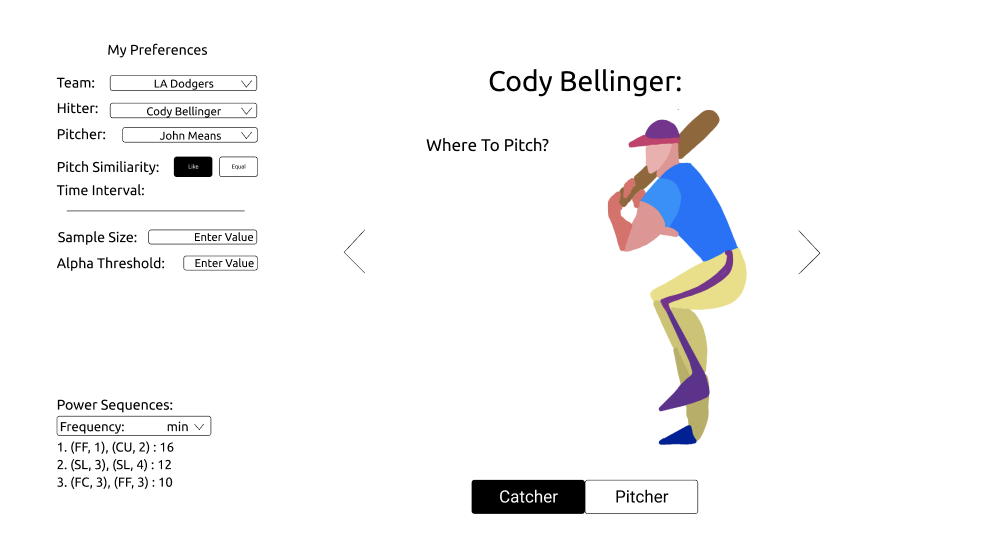 My Preferences
Team: LA Dodgers
Hitter: Cody Bellinger
Pitcher: John Means
Pitch Similiarity: Like Equal
Time Interval:
Sample Size: Enter Value
Alpha Threshold: Enter Value
Power Sequences:
Frequency: min
1. (FF, 1), (CU, 2) : 16
2. (SL, 3), (SL, 4) : 12
3. (FC, 3), (FF, 3) : 10
Cody Bellinger:
Where To Pitch?
Catcher Pitcher